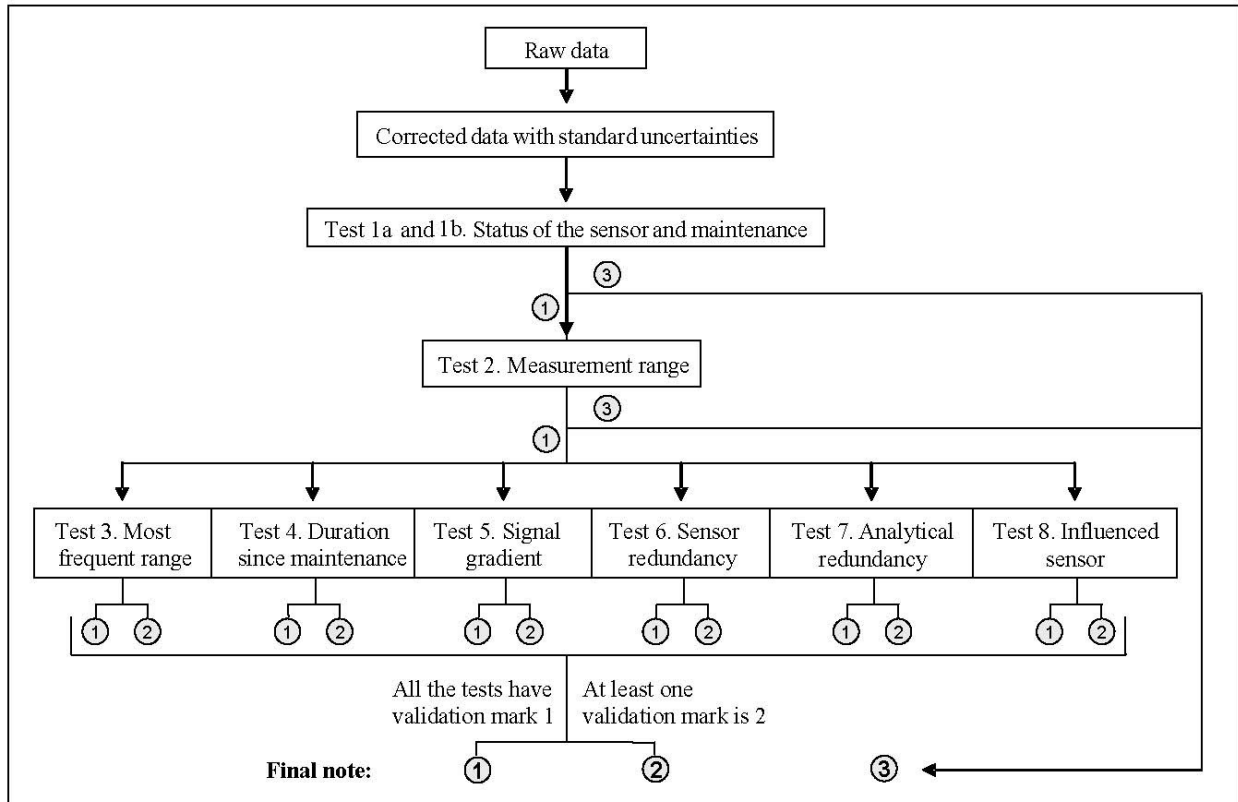 Raw data
Corrected data with standard uncertainties
Test 1a and 1b. Status of the sensor and maintenance
3
1
Test 2. Measurement range
3
1
Test 3. Most
frequent range
Test 4. Duration
since maintenance
Test 5. Signal
gradient
Test 6. Sensor
redundancy
Test 7. Analytical
redundancy
Test 8. Influenced
sensor
1 2 1 2 1 2 1 2 1 2 1 2
All the tests have
validation mark 1
At least one
validation mark is 2
Final note: 1 2 3